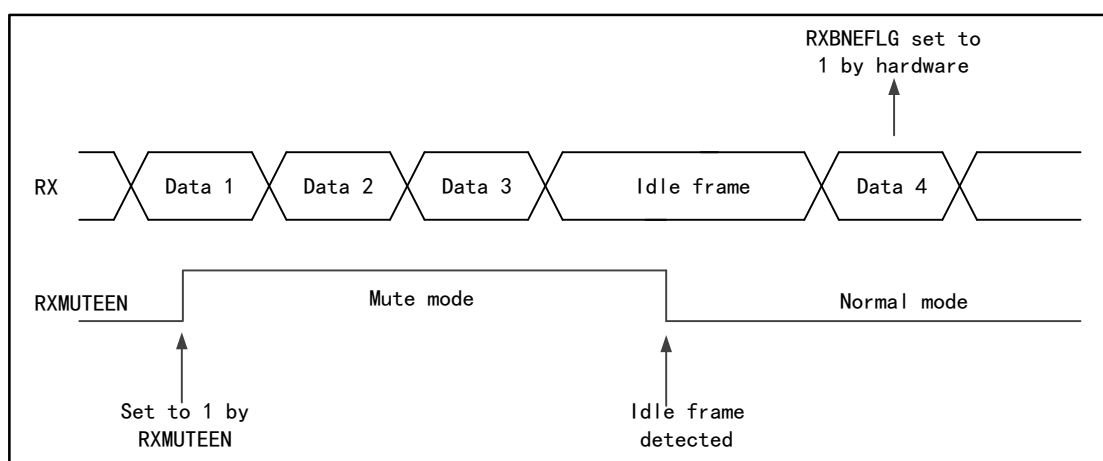 RXBNEFLG set to
1 by hardware
RX
Data 1
Data 2
Data 3
Idle frame
Data 4
RXMUTEEN
Mute mode
Normal mode
Set to 1 by
RXMUTEEN
Idle frame
detected